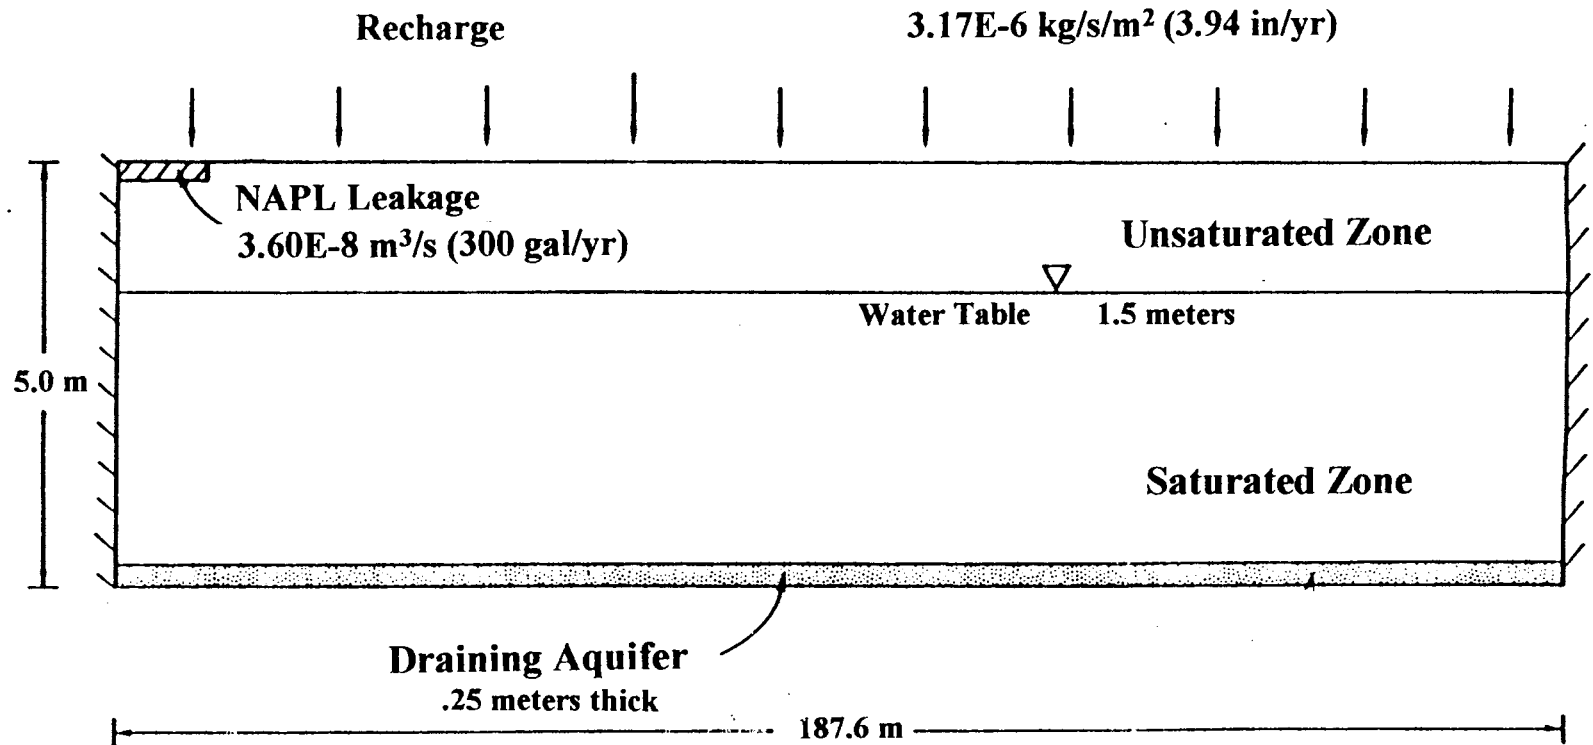 Recharge
3.17E-6 kg/s/m² (3.94 in/yr)
NAPL Leakage
3.60E-8 m³/s (300 gal/yr)
Unsaturated Zone
Water Table 1.5 meters
5.0 m
Saturated Zone
Draining Aquifer
.25 meters thick
187.6 m